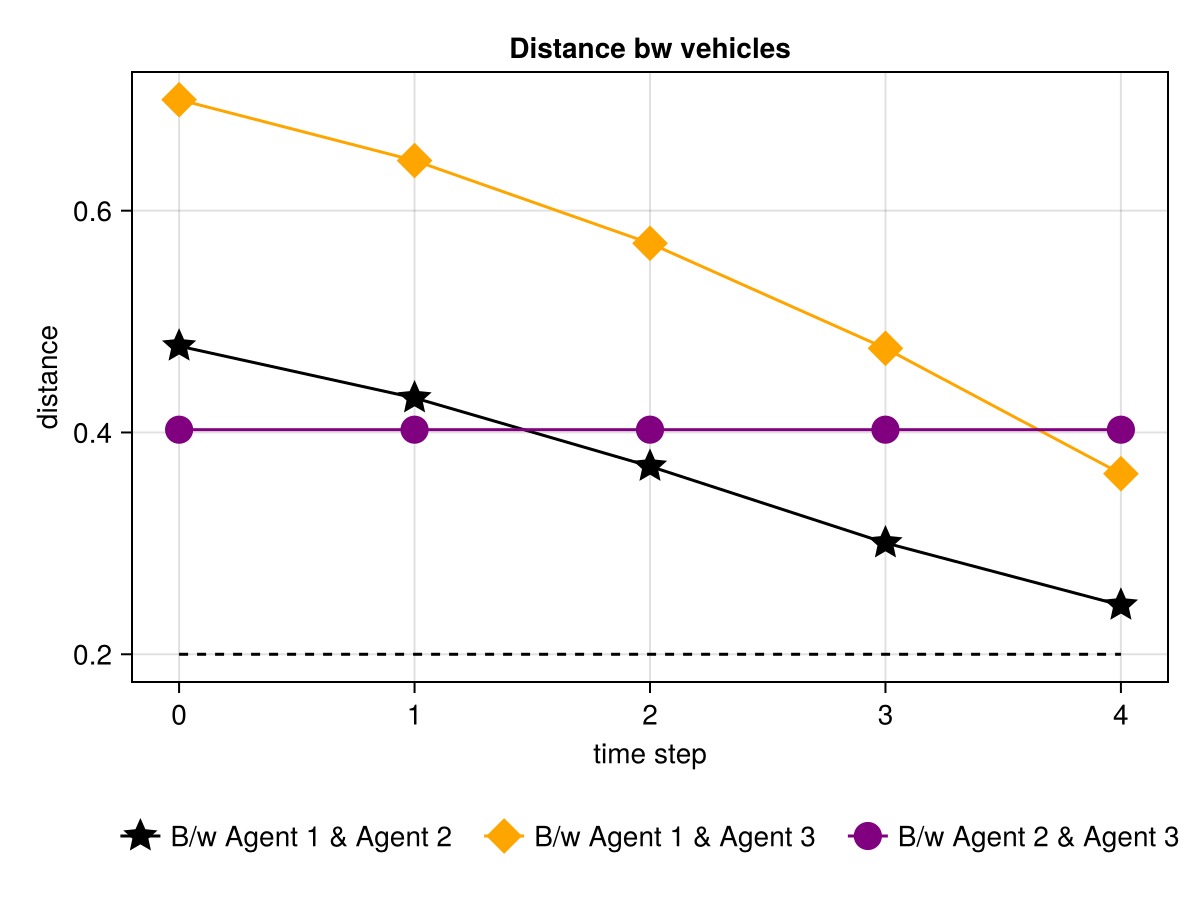 Distance bw vehicles
distance
0.6
0.4
0.2
0 1 2 3 4
time step
B/w Agent 1 & Agent 2 B/w Agent 1 & Agent 3 B/w Agent 2 & Agent 3